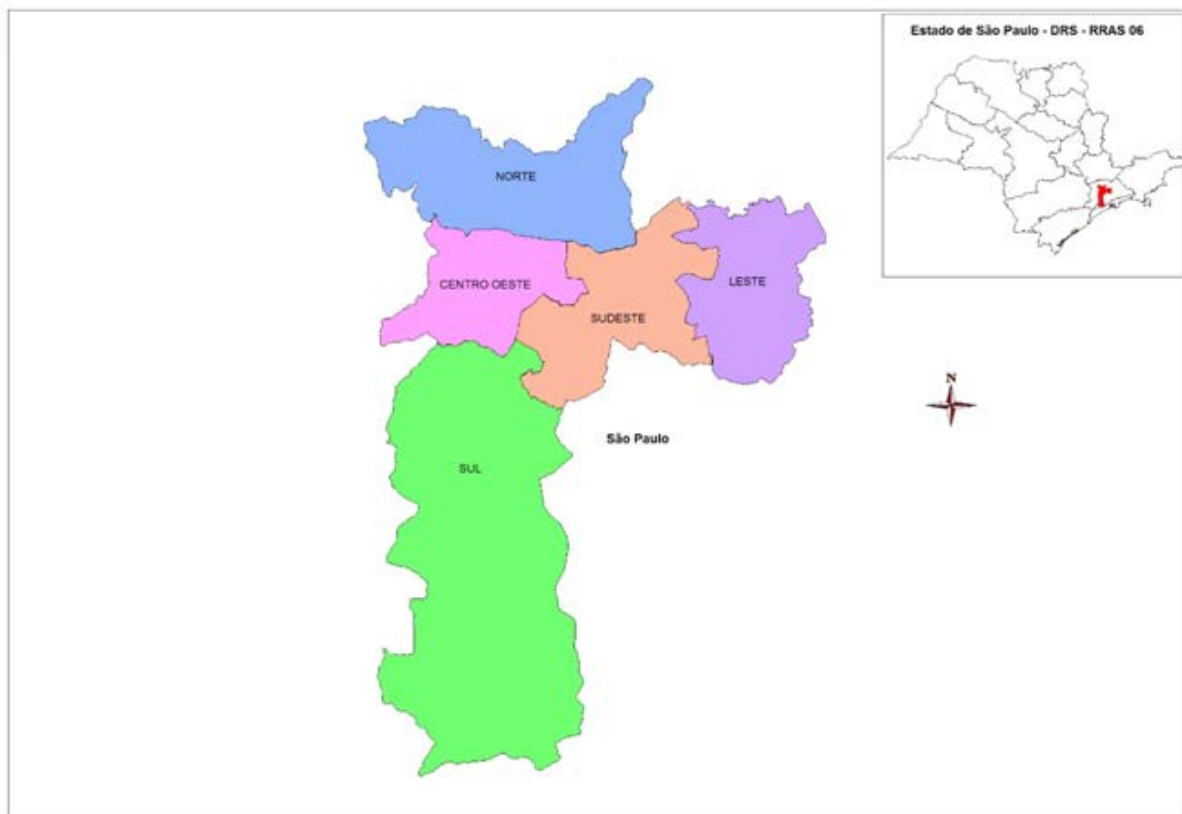 Estado de São Paulo - DRS - RRAS 06
NORTE
CENTRO OESTE
LESTE
SUDESTE
N
São Paulo
SUL